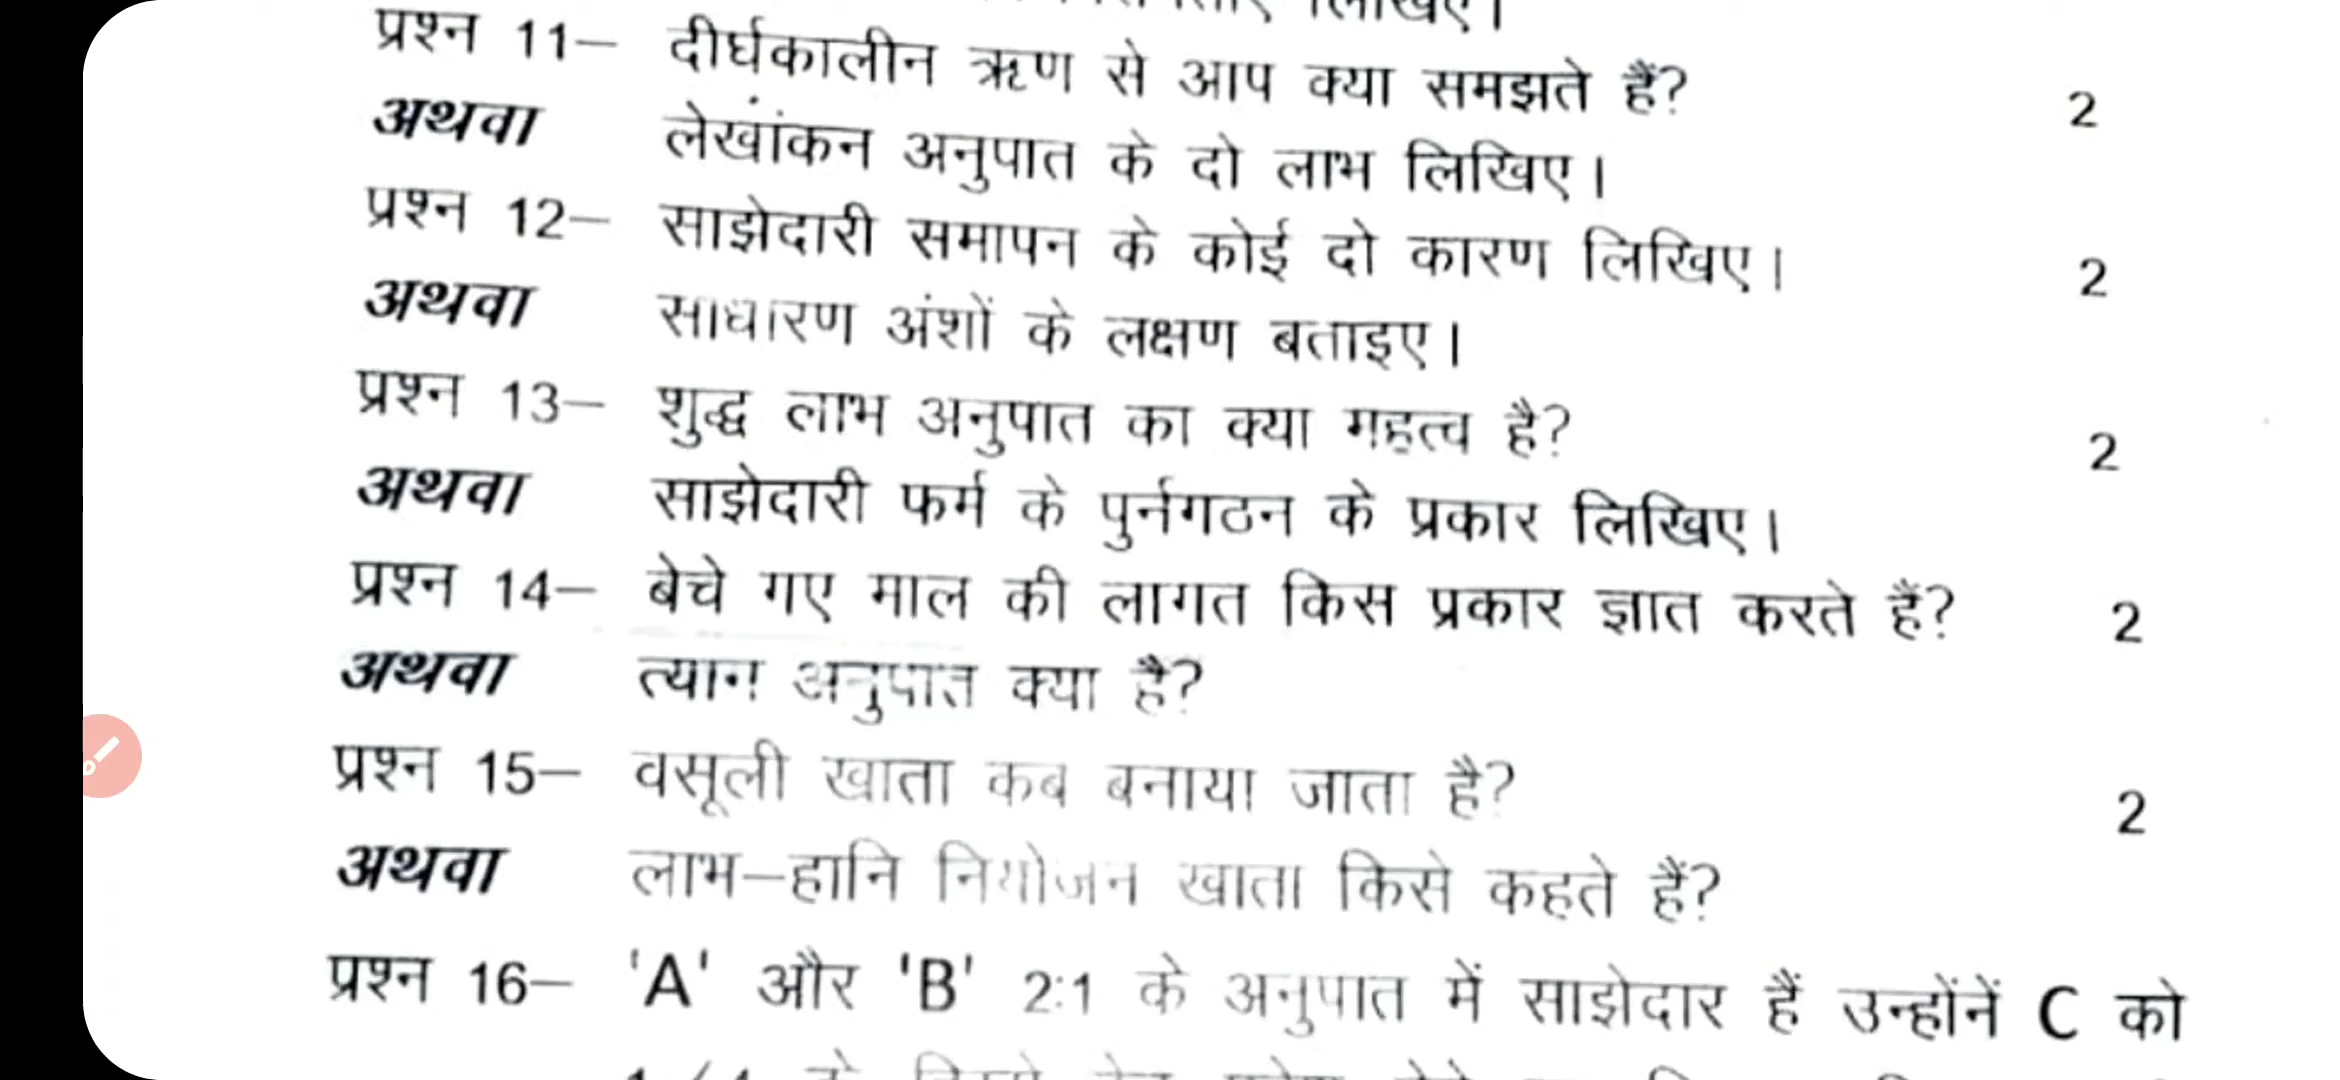 लिखिए।
प्रश्न 11– दीर्घकालीन ऋण से आप क्या समझते हैं? 2
अथवा लेखांकन अनुपात के दो लाभ लिखिए।
प्रश्न 12– साझेदारी समापन के कोई दो कारण लिखिए। 2
अथवा साधारण अंशों के लक्षण बताइए।
प्रश्न 13– शुद्ध लाभ अनुपात का क्या महत्व है? 2
अथवा साझेदारी फर्म के पुर्नगठन के प्रकार लिखिए।
प्रश्न 14– बेचे गए माल की लागत किस प्रकार ज्ञात करते हैं? 2
अथवा त्याग अनुपात क्या है?
प्रश्न 15– वसूली खाता कब बनाया जाता है? 2
अथवा लाभ–हानि नियोजन खाता किसे कहते हैं?
प्रश्न 16– 'A' और 'B' 2:1 के अनुपात में साझेदार हैं उन्होंनें C को